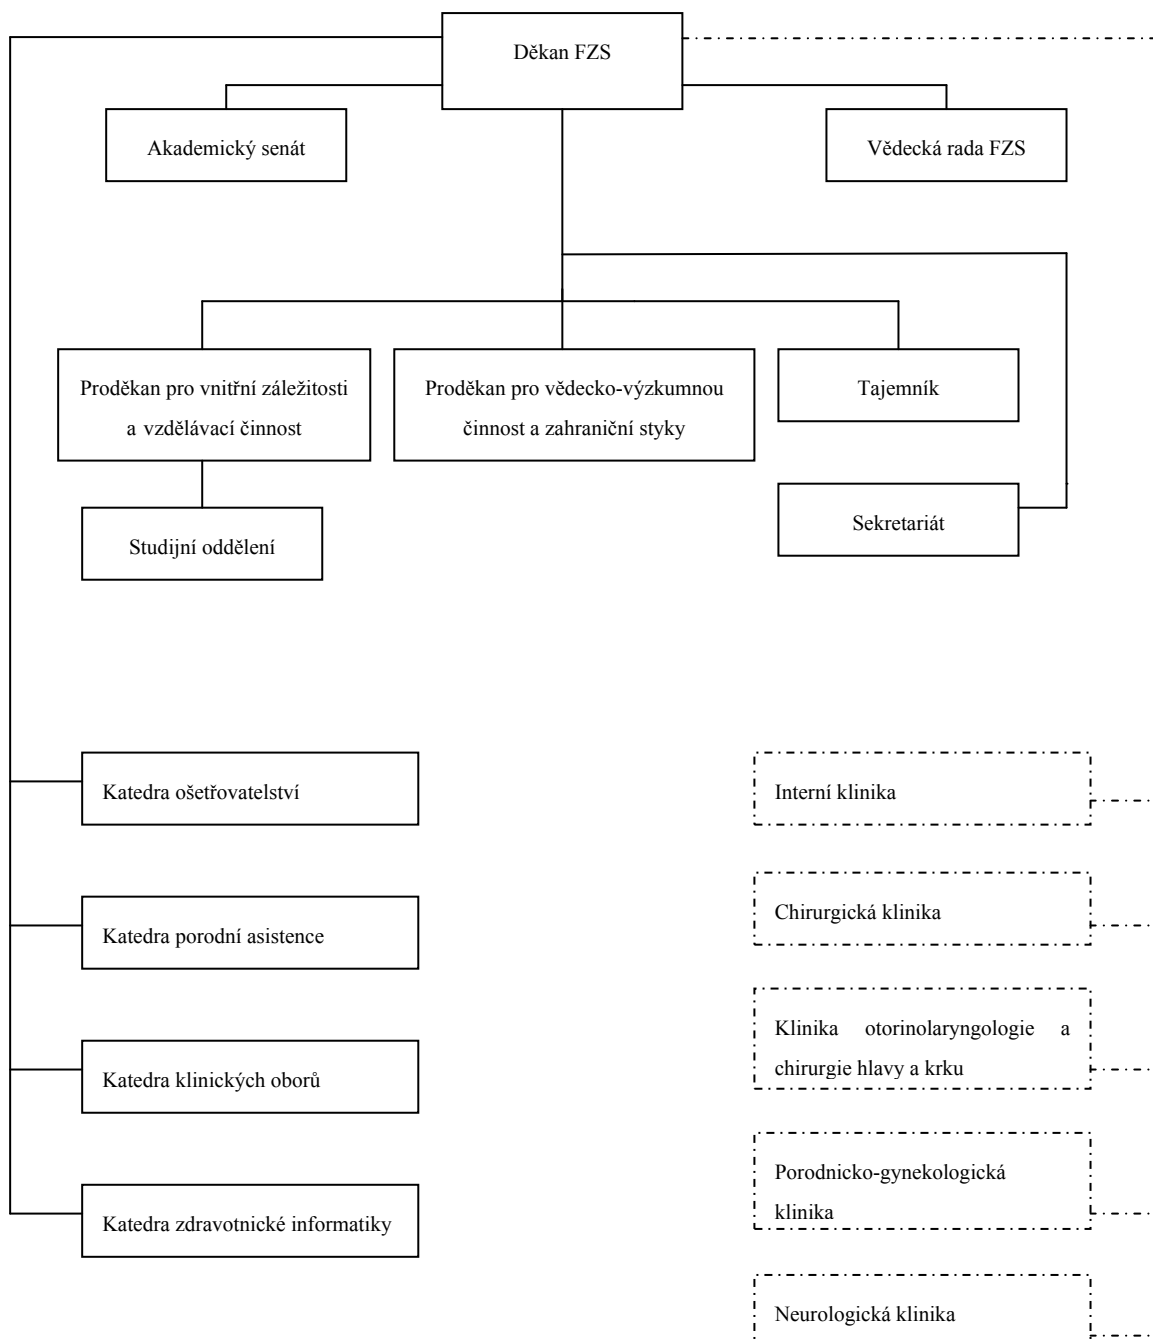 Děkan FZS
Akademický senát
Vědecká rada FZS
Proděkan pro vnitřní záležitosti
a vzdělávací činnost
Proděkan pro vědecko-výzkumnou
činnost a zahraniční styky
Tajemník
Studijní oddělení
Sekretariát
Katedra ošetřovatelství
Katedra porodní asistence
Katedra klinických oborů
Katedra zdravotnické informatiky
Interní klinika
Chirurgická klinika
Klinika otorinolaryngologie a
chirurgie hlavy a krku
Porodnicko-gynekologická
klinika
Neurologická klinika